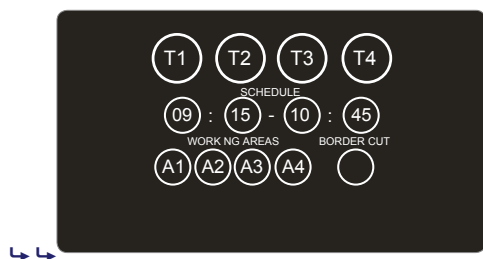 T1 T2 T3 T4
SCHEDULE
09 : 15 - 10 : 45
WORK NG AREAS BORDER CUT
A1 A2 A3 A4